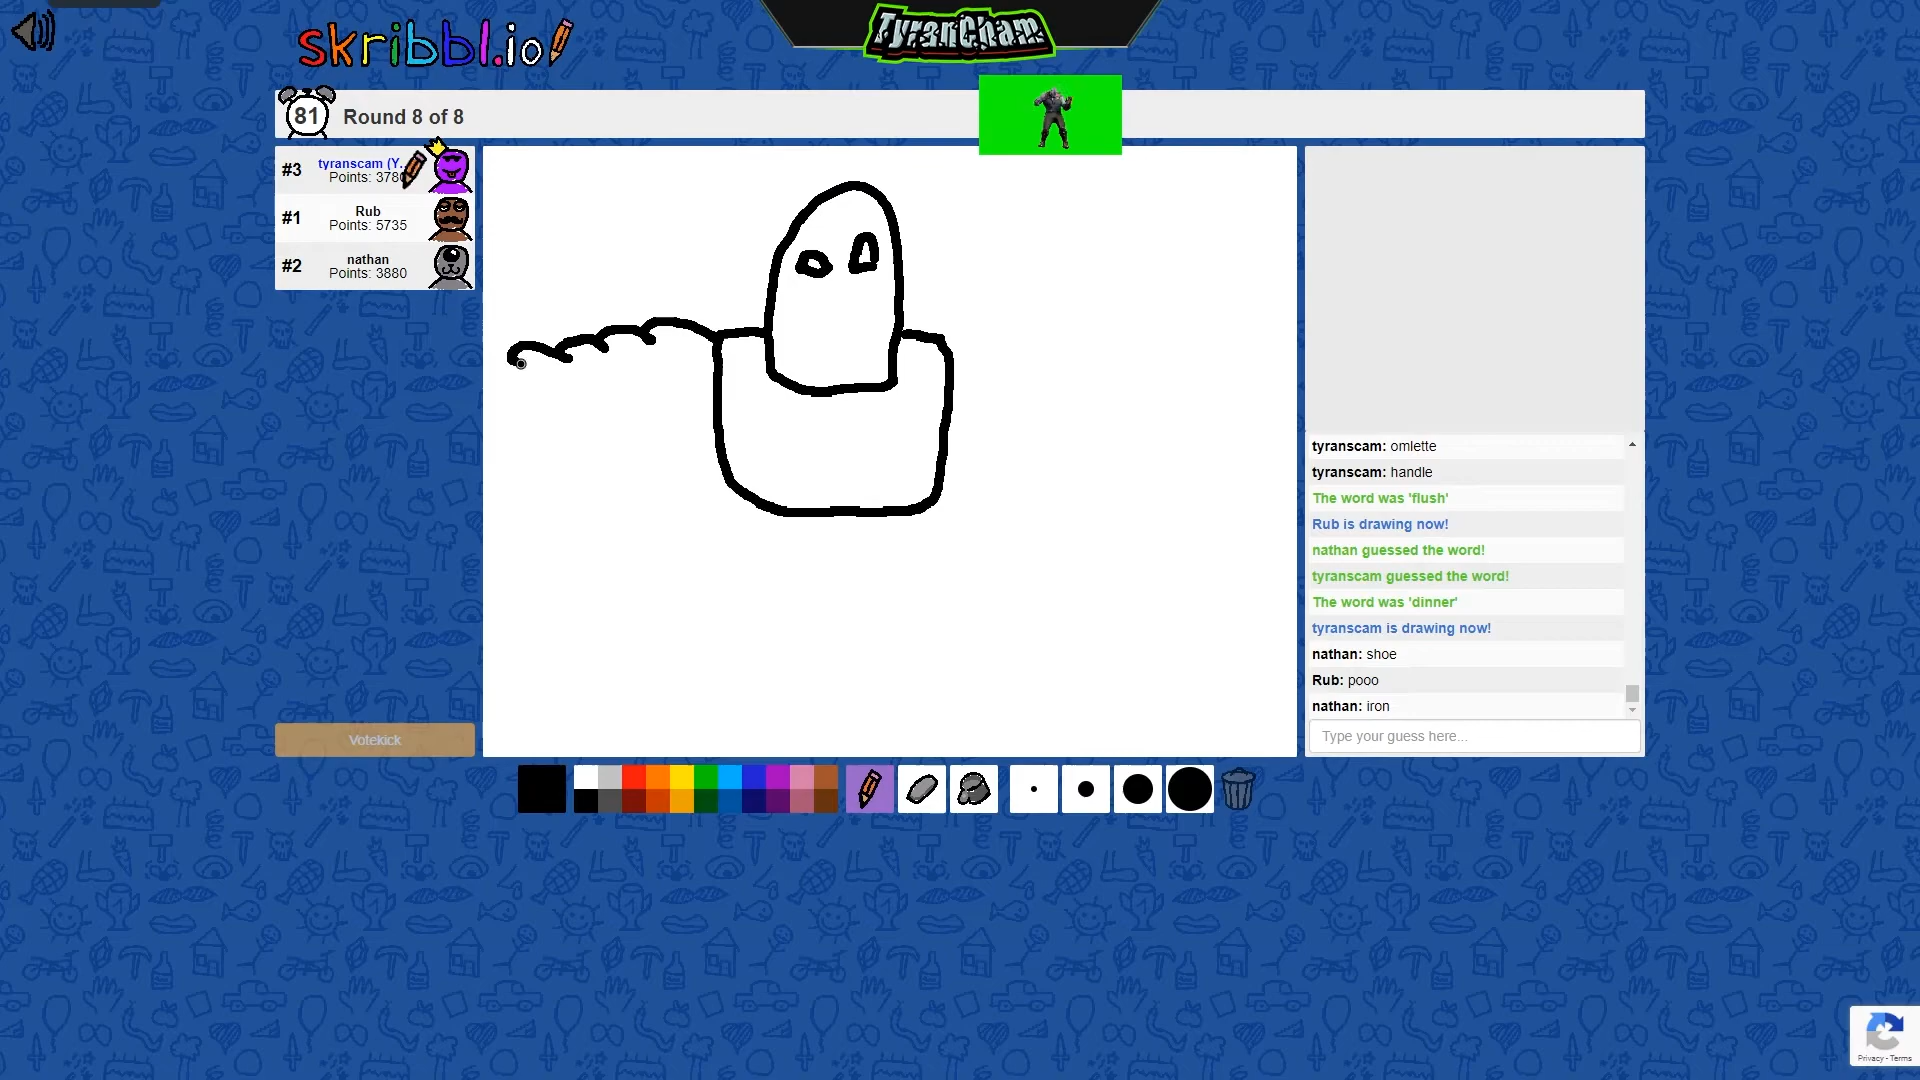 skribbl.io
TyranCham
81
Round 8 of 8
#3
tyranscam (Y...
Points: 3780
#1
Rub
Points: 5735
#2
nathan
Points: 3880
Votekick
tyranscam: omlette
tyranscam: handle
The word was 'flush'
Rub is drawing now!
nathan guessed the word!
tyranscam guessed the word!
The word was 'dinner'
tyranscam is drawing now!
nathan: shoe
Rub: pooo
nathan: iron
Type your guess here...
Privacy - Terms